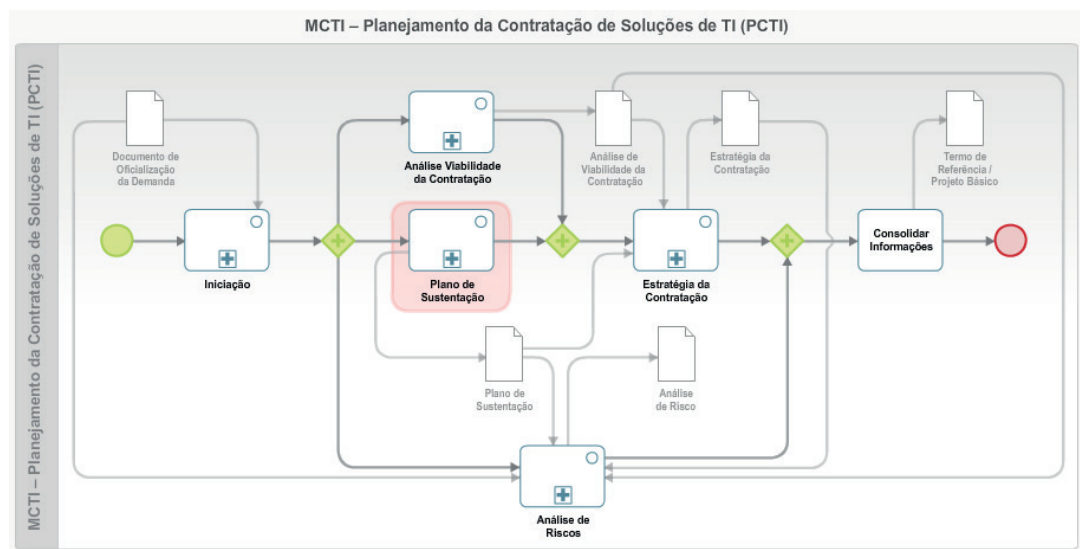 MCTI – Planejamento da Contratação de Soluções de TI (PCTI)
MCTI – Planejamento da Contratação de Soluções de TI (PCTI)
Documento de
Oficialização
da Demanda
Análise Viabilidade
da Contratação
Análise de
Viabilidade da
Contratação
Estratégia da
Contratação
Termo de
Referência /
Projeto Básico
Iniciação
Plano de
Sustentação
Estratégia da
Contratação
Consolidar
Informações
Plano de
Sustentação
Análise
de Risco
Análise de
Riscos